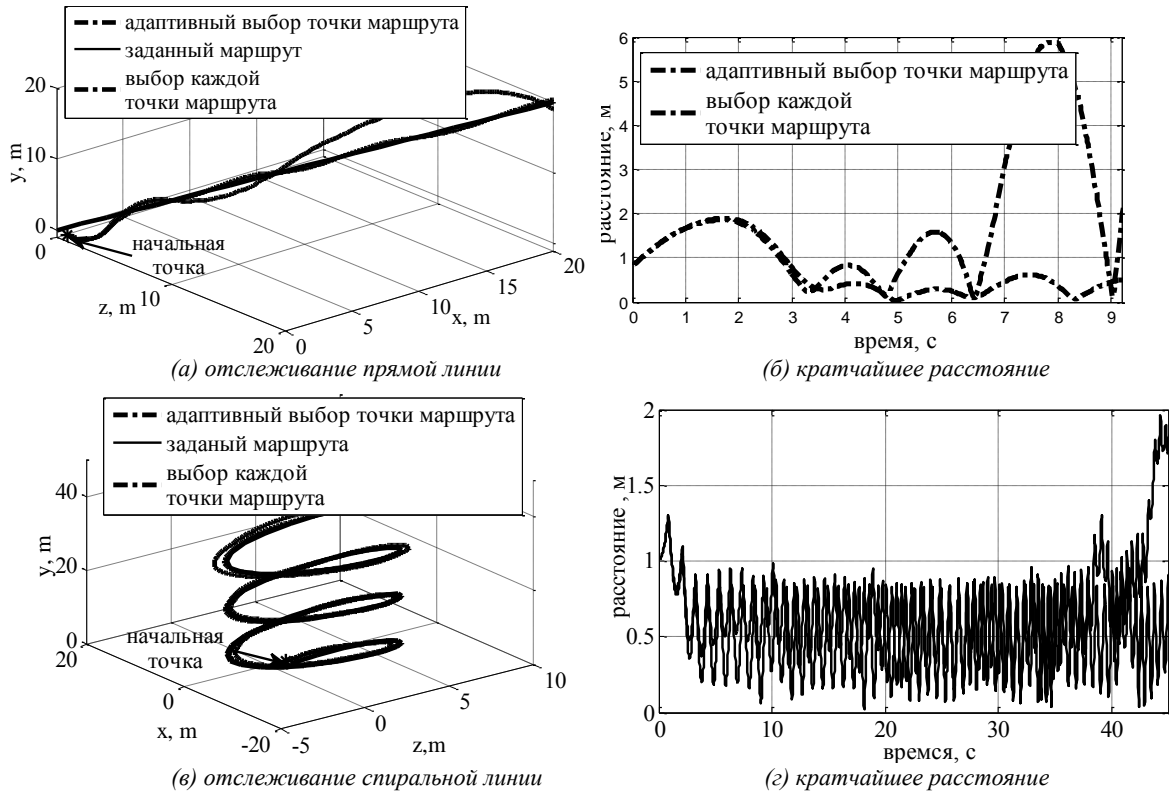 адаптивный выбор точки маршрута
заданный маршрут
выбор каждой
точки маршрута
20
10
0
y, m
0
10
20
z, m
0
5
10
15
20
x, m
начальная
точка
(а) отслеживание прямой линии
адаптивный выбор точки маршрута
выбор каждой
точки маршрута
6
5
4
3
2
1
0
расстояние, м
0 1 2 3 4 5 6 7 8 9
время, с
(б) кратчайшее расстояние
адаптивный выбор точки маршрута
заданый маршрута
выбор каждой
точки маршрута
40
20
0
y, m
20
0
-20
x, m
-5
0
5
10
z,m
начальная
точка
(в) отслеживание спиральной линии
2
1.5
1
0.5
0
расстояние , м
0 10 20 30 40
времся, с
(г) кратчайшее расстояние